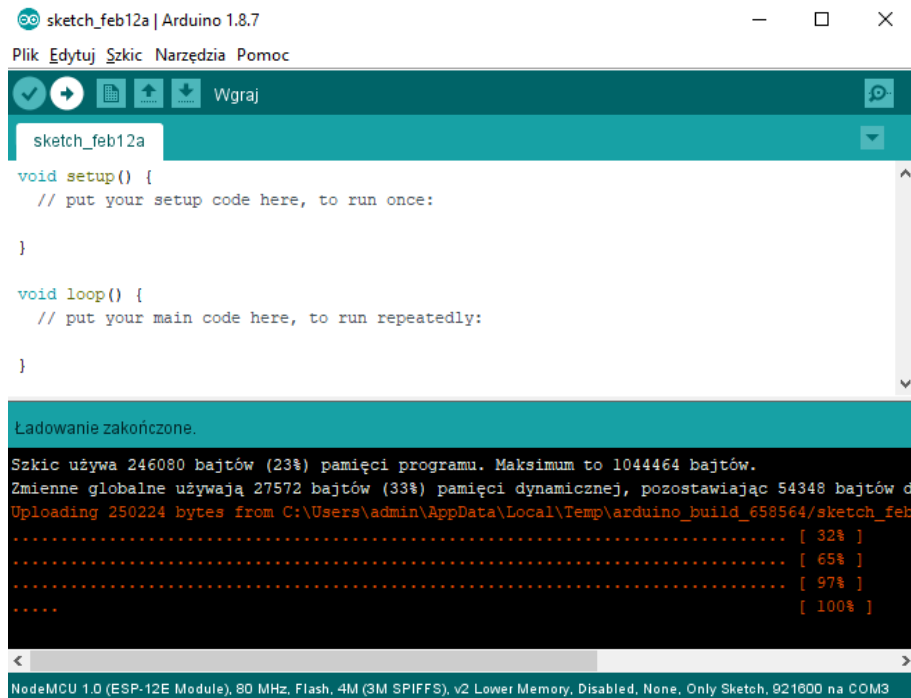 sketch_feb12a | Arduino 1.8.7
Plik Edytuj Szkic Narzędzia Pomoc
Wgraj
sketch_feb12a
void setup() {
  // put your setup code here, to run once:
}
void loop() {
  // put your main code here, to run repeatedly:
}
Ładowanie zakończone.
Szkic używa 246080 bajtów (23%) pamięci programu. Maksimum to 1044464 bajtów.
Zmienne globalne używają 27572 bajtów (33%) pamięci dynamicznej, pozostawiając 54348 bajtów d
Uploading 250224 bytes from C:\Users\admin\AppData\Local\Temp\arduino_build_658564/sketch_feb
................................................................................ [ 32% ]
................................................................................ [ 65% ]
................................................................................ [ 97% ]
..... [ 100% ]
NodeMCU 1.0 (ESP-12E Module), 80 MHz, Flash, 4M (3M SPIFFS), v2 Lower Memory, Disabled, None, Only Sketch, 921600 na COM3